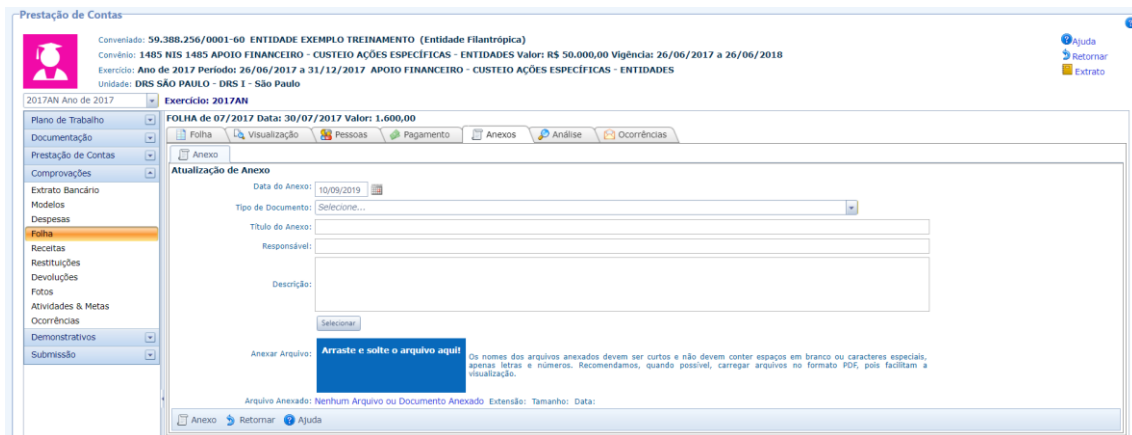 Prestação de Contas
Conveniado: 59.388.256/0001-60 ENTIDADE EXEMPLO TREINAMENTO (Entidade Filantrópica)
Convênio: 1485 NIS 1485 APOIO FINANCEIRO - CUSTEIO AÇÕES ESPECÍFICAS - ENTIDADES Valor: R$ 50.000,00 Vigência: 26/06/2017 a 26/06/2018
Exercício: Ano de 2017 Período: 26/06/2017 a 31/12/2017 APOIO FINANCEIRO - CUSTEIO AÇÕES ESPECÍFICAS - ENTIDADES
Unidade: DRS SÃO PAULO - DRS I - São Paulo
Ajuda
Retornar
Extrato
2017AN Ano de 2017
Exercício: 2017AN
Plano de Trabalho
Documentação
Prestação de Contas
Comprovações
Extrato Bancário
Modelos
Despesas
Folha
Receitas
Restituições
Devoluções
Fotos
Atividades & Metas
Ocorrências
Demonstrativos
Submissão
FOLHA de 07/2017 Data: 30/07/2017 Valor: 1.600,00
Folha Visualização Pessoas Pagamento Anexos Análise Ocorrências
Anexo
Atualização de Anexo
Data do Anexo: 10/09/2019
Tipo de Documento: Selecione...
Título do Anexo:
Responsável:
Descrição:
Selecionar
Anexar Arquivo: Arraste e solte o arquivo aqui!
Os nomes dos arquivos anexados devem ser curtos e não devem conter espaços em branco ou caracteres especiais,
apenas letras e números. Recomendamos, quando possível, carregar arquivos no formato PDF, pois facilitam a
visualização.
Arquivo Anexado: Nenhum Arquivo ou Documento Anexado Extensão: Tamanho: Data:
Anexo Retornar Ajuda